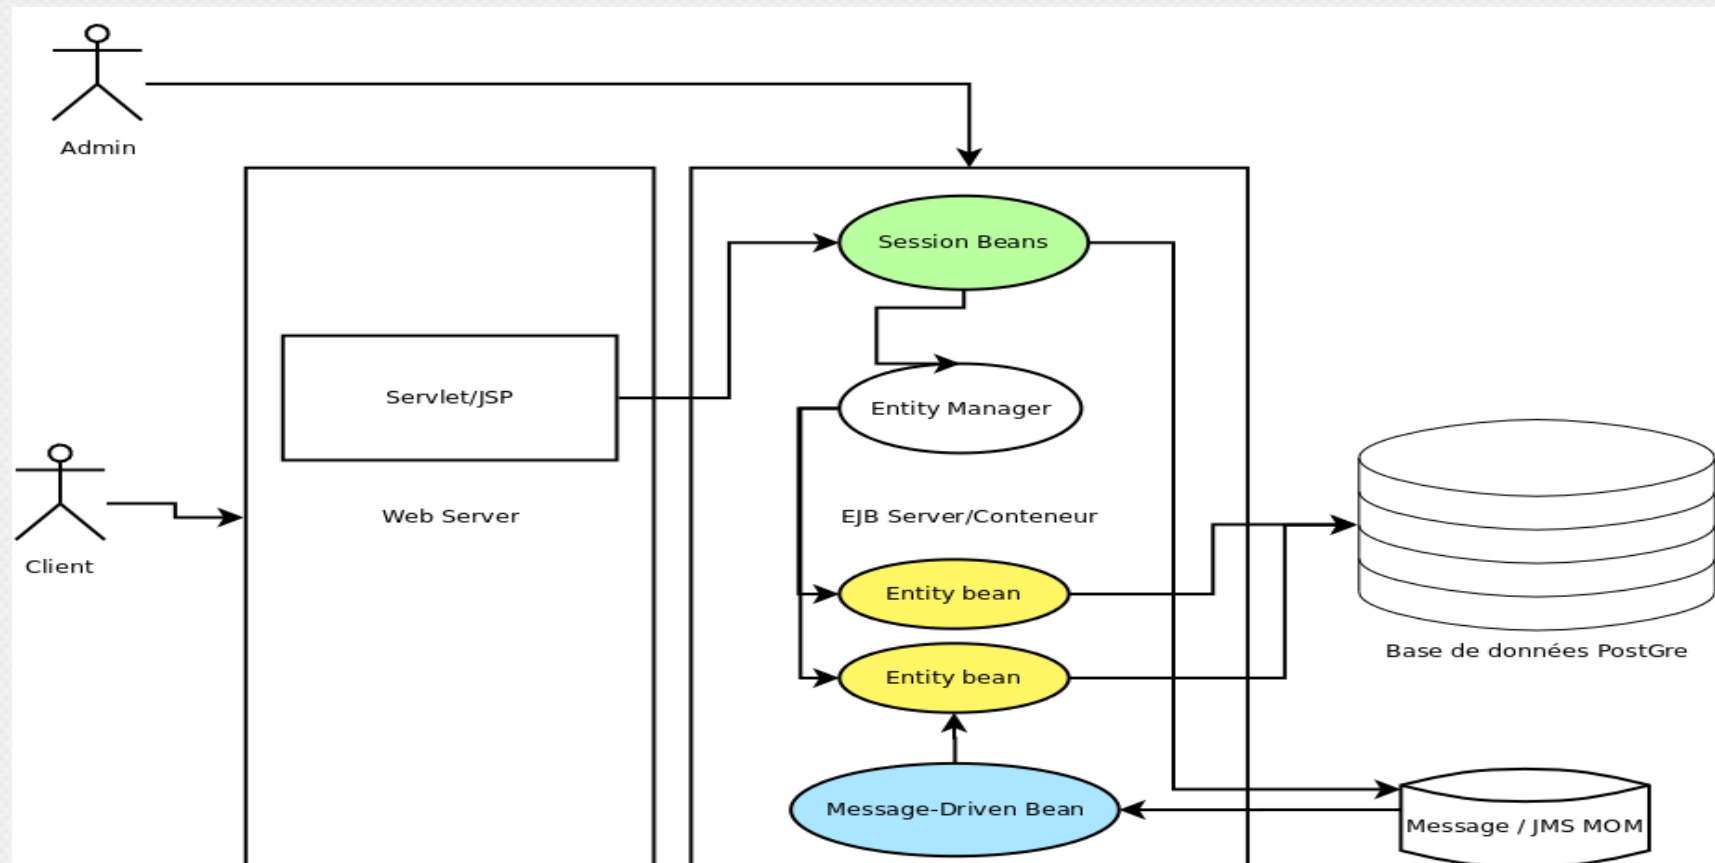 Admin
Session Beans
Servlet/JSP
Entity Manager
Web Server
EJB Server/Conteneur
Client
Entity bean
Base de données PostGre
Entity bean
Message-Driven Bean
Message / JMS MOM